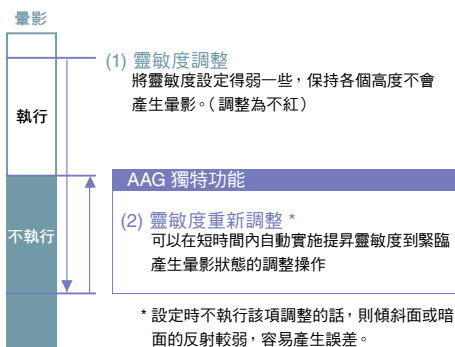 暈影
(1) 靈敏度調整
將靈敏度設定得弱一些，保持各個高度不會
產生暈影。（調整為不紅）
執行
AAG 獨特功能
(2) 靈敏度重新調整 *
不執行
可以在短時間內自動實施提昇靈敏度到緊臨
產生暈影狀態的調整操作
* 設定時不執行該項調整的話，則傾斜面或暗
面的反射較弱，容易產生誤差。